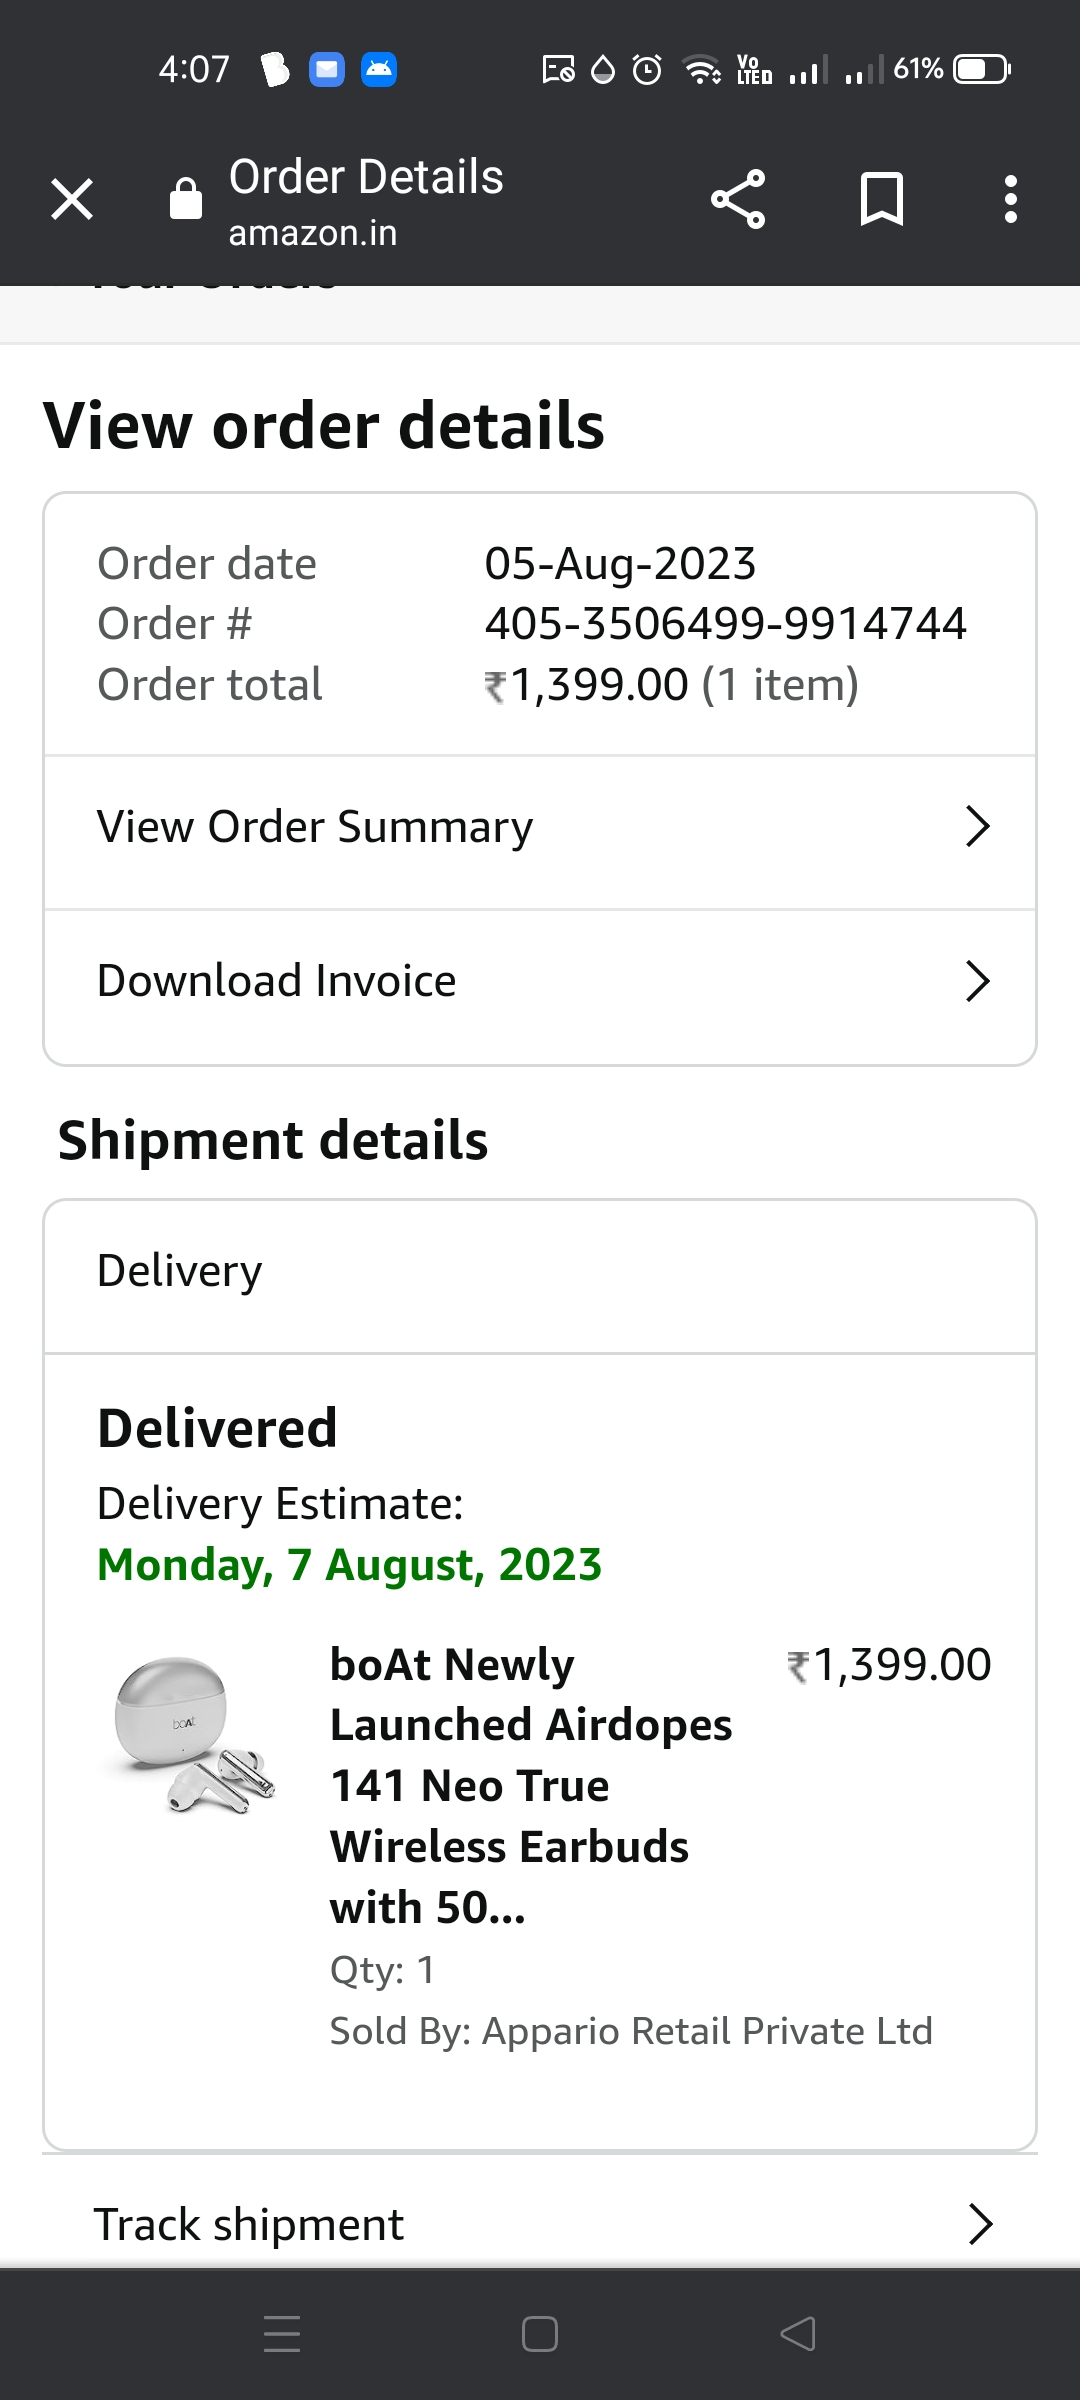 4:07
Vo
LTE D
61%
Order Details
amazon.in
View order details
Order date 05-Aug-2023
Order # 405-3506499-9914744
Order total ₹1,399.00 (1 item)
View Order Summary
Download Invoice
Shipment details
Delivery
Delivered
Delivery Estimate:
Monday, 7 August, 2023
boAt
boAt Newly ₹1,399.00
Launched Airdopes
141 Neo True
Wireless Earbuds
with 50...
Qty: 1
Sold By: Appario Retail Private Ltd
Track shipment